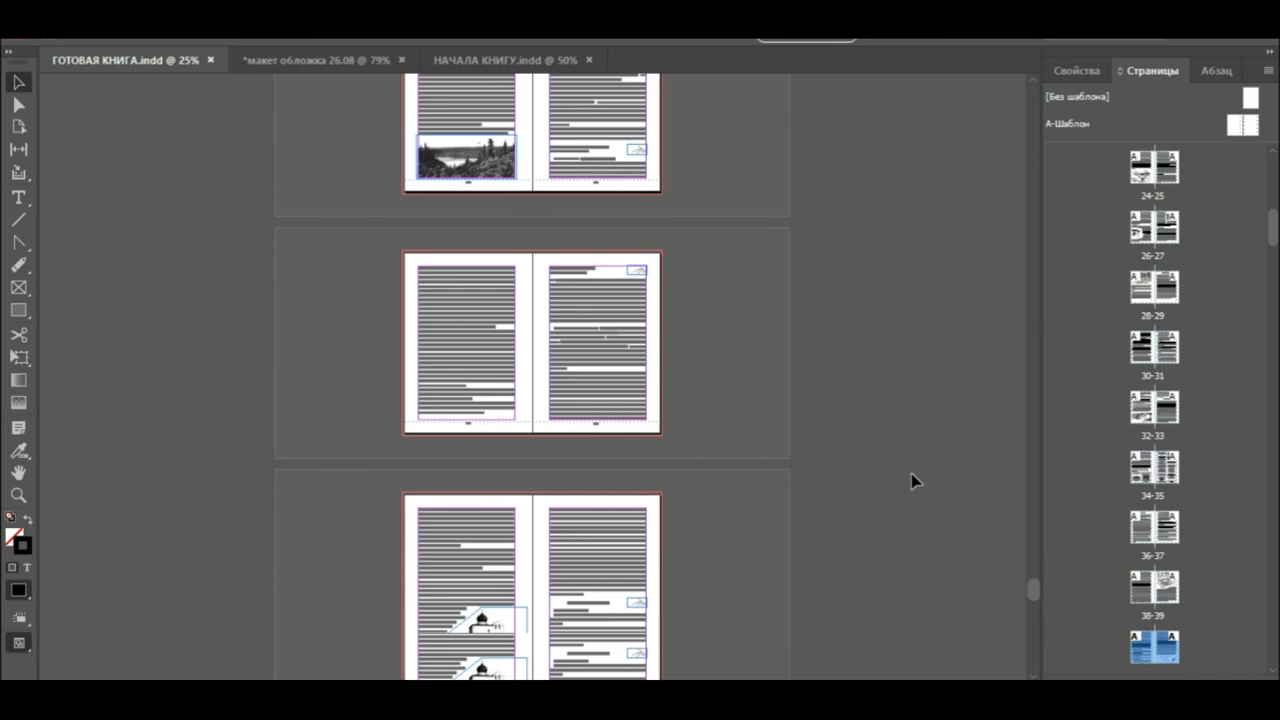 ГОТОВАЯ КНИГА.indd @ 25% ×
*макет обложка 26.08 @ 79% ×
НАЧАЛА КНИГУ.indd @ 50% ×
Свойства
Страницы
Абзац
[Без шаблона]
A-Шаблон
A A
24-25
A A
26-27
A A
28-29
A A
30-31
A A
32-33
A A
34-35
A A
36-37
A A
38-39
A A
T
T